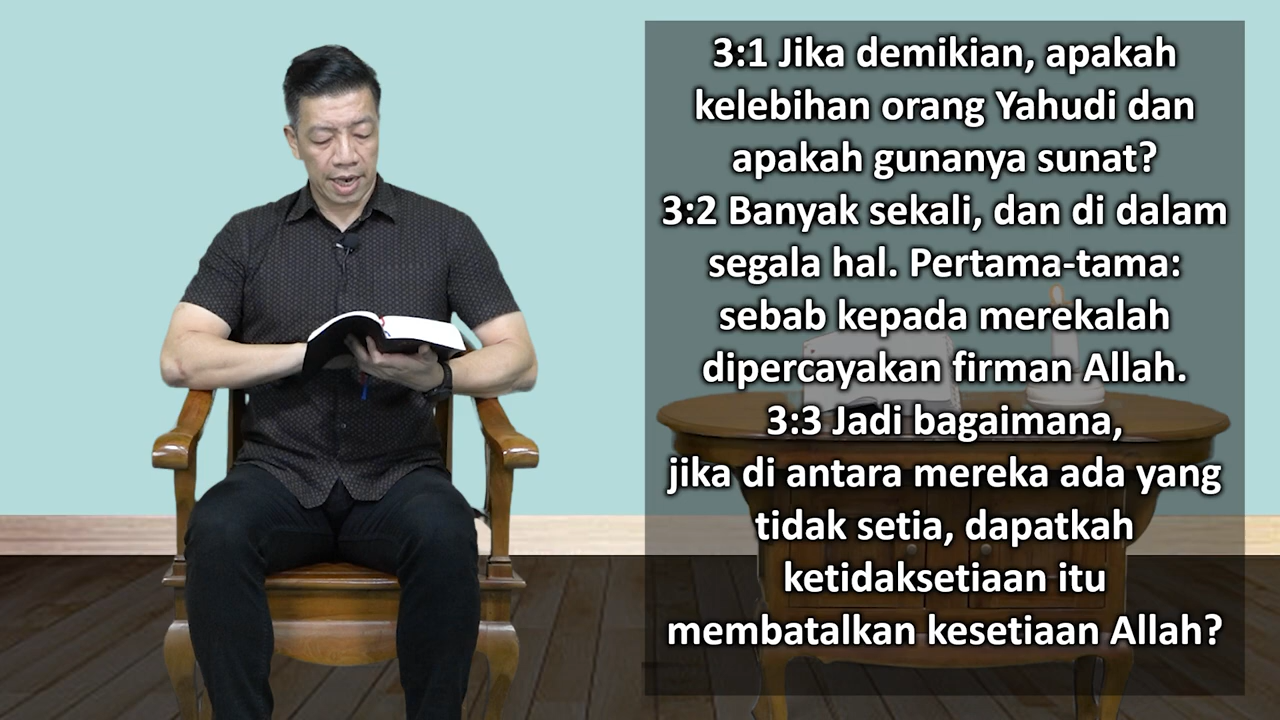 3:1 Jika demikian, apakah
kelebihan orang Yahudi dan
apakah gunanya sunat?
3:2 Banyak sekali, dan di dalam
segala hal. Pertama-tama:
sebab kepada merekalah
dipercayakan firman Allah.
3:3 Jadi bagaimana,
jika di antara mereka ada yang
tidak setia, dapatkah
ketidaksetiaan itu
membatalkan kesetiaan Allah?